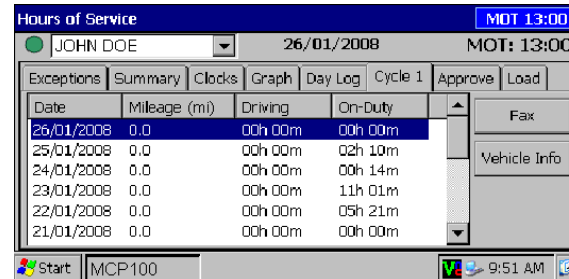 Hours of Service MOT 13:00
JOHN DOE 26/01/2008 MOT: 13:00
Exceptions Summary Clocks Graph Day Log Cycle 1 Approve Load
Date Mileage (mi) Driving On-Duty Fax
26/01/2008 0.0 00h 00m 00h 00m
25/01/2008 0.0 00h 00m 02h 10m
Vehicle Info
24/01/2008 0.0 00h 00m 00h 14m
23/01/2008 0.0 00h 00m 11h 01m
22/01/2008 0.0 00h 00m 05h 21m
21/01/2008 0.0 00h 00m 00h 00m
Start MCP100 9:51 AM